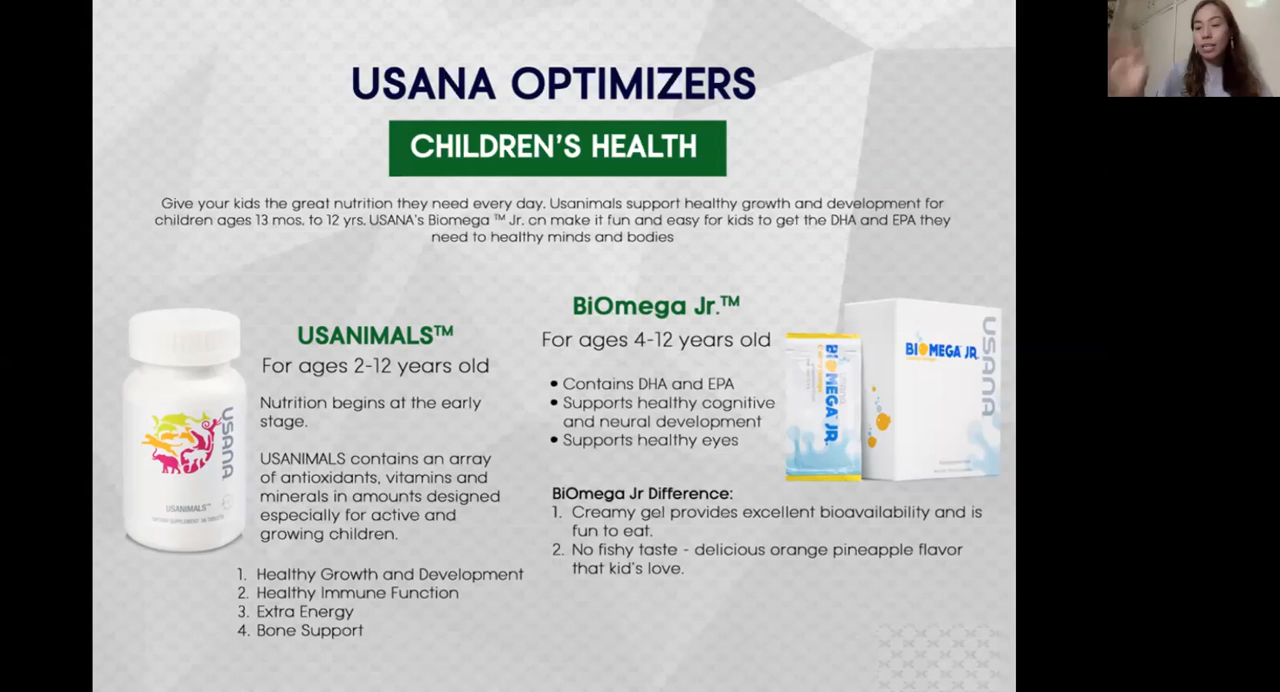 USANA OPTIMIZERS
CHILDREN'S HEALTH
Give your kids the great nutrition they need every day. Usanimals support healthy growth and development for
children ages 13 mos. to 12 yrs. USANA's Biomega ™ Jr. cn make it fun and easy for kids to get the DHA and EPA they
need to healthy minds and bodies
USANIMALS™
For ages 2-12 years old
Nutrition begins at the early
stage.
USANIMALS contains an array
of antioxidants, vitamins and
minerals in amounts designed
especially for active and
growing children.
1. Healthy Growth and Development
2. Healthy Immune Function
3. Extra Energy
4. Bone Support
USANA
USANIMALS™
BiOmega Jr.™
For ages 4-12 years old
• Contains DHA and EPA
• Supports healthy cognitive
and neural development
• Supports healthy eyes
BiOmega Jr Difference:
1. Creamy gel provides excellent bioavailability and is
fun to eat.
2. No fishy taste - delicious orange pineapple flavor
that kid's love.
BIOMEGA JR.
USANA
BIOMEGA JR.
USANA